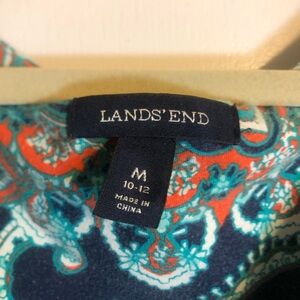 LANDS' END
M
10-12
MADE IN
CHINA